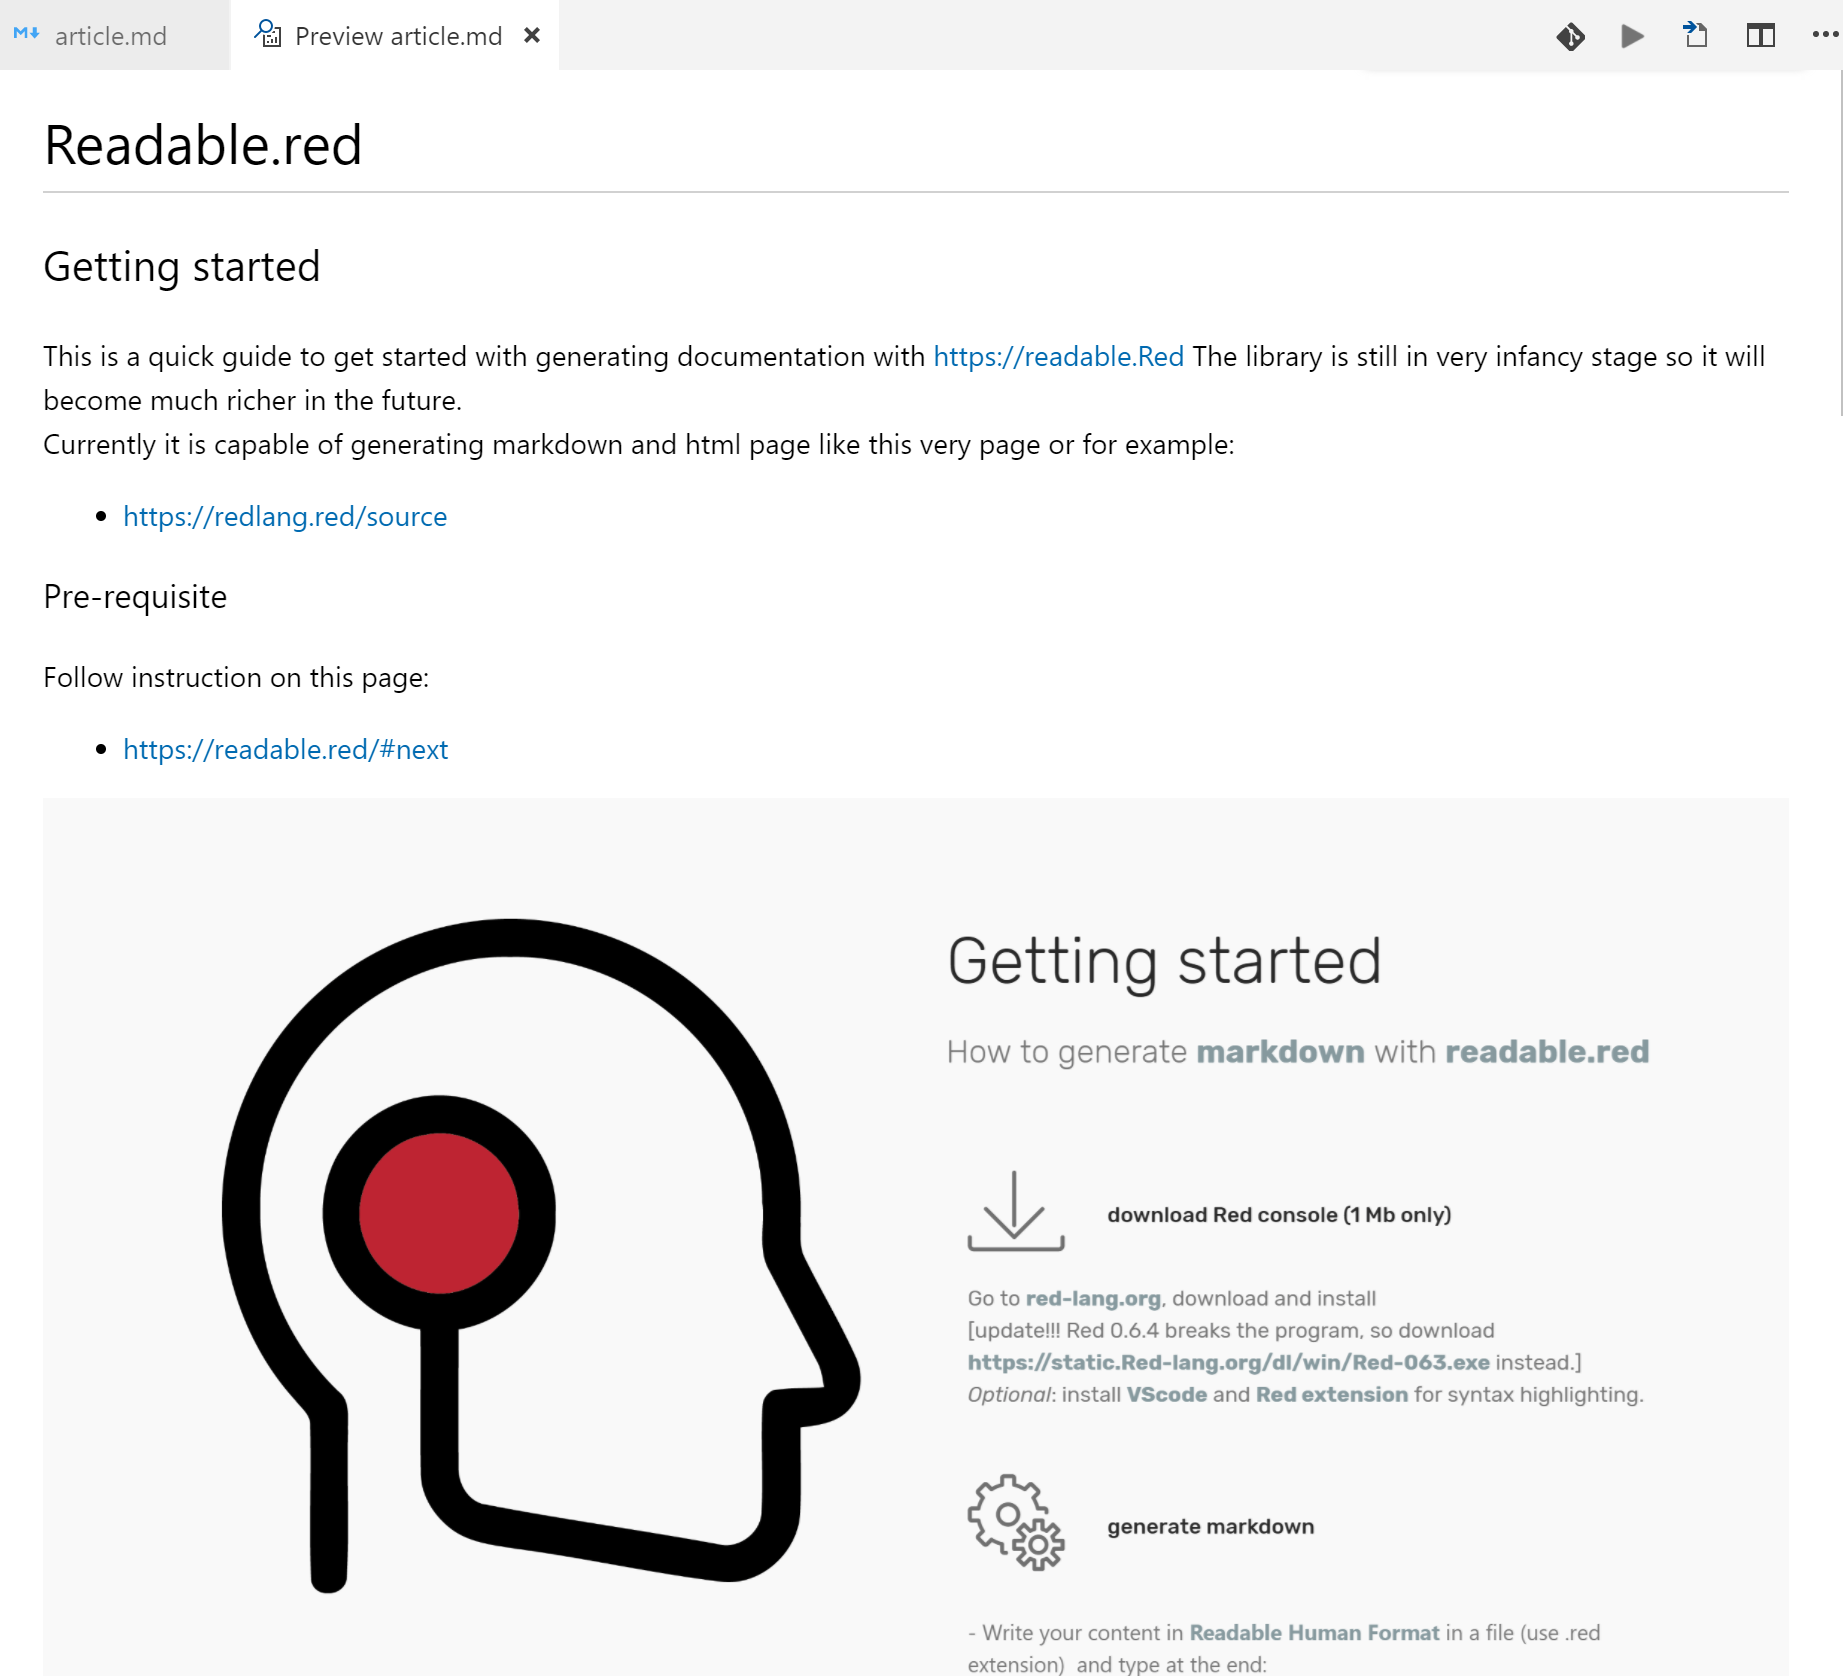 article.md
Preview article.md
Readable.red
Getting started
This is a quick guide to get started with generating documentation with https://readable.Red The library is still in very infancy stage so it will
become much richer in the future.
Currently it is capable of generating markdown and html page like this very page or for example:
https://redlang.red/source
Pre-requisite
Follow instruction on this page:
https://readable.red/#next
Getting started
How to generate markdown with readable.red
download Red console (1 Mb only)
Go to red-lang.org, download and install
[update!!! Red 0.6.4 breaks the program, so download
https://static.Red-lang.org/dl/win/Red-063.exe instead.]
Optional: install VScode and Red extension for syntax highlighting.
generate markdown
- Write your content in Readable Human Format in a file (use .red
extension)  and type at the end: